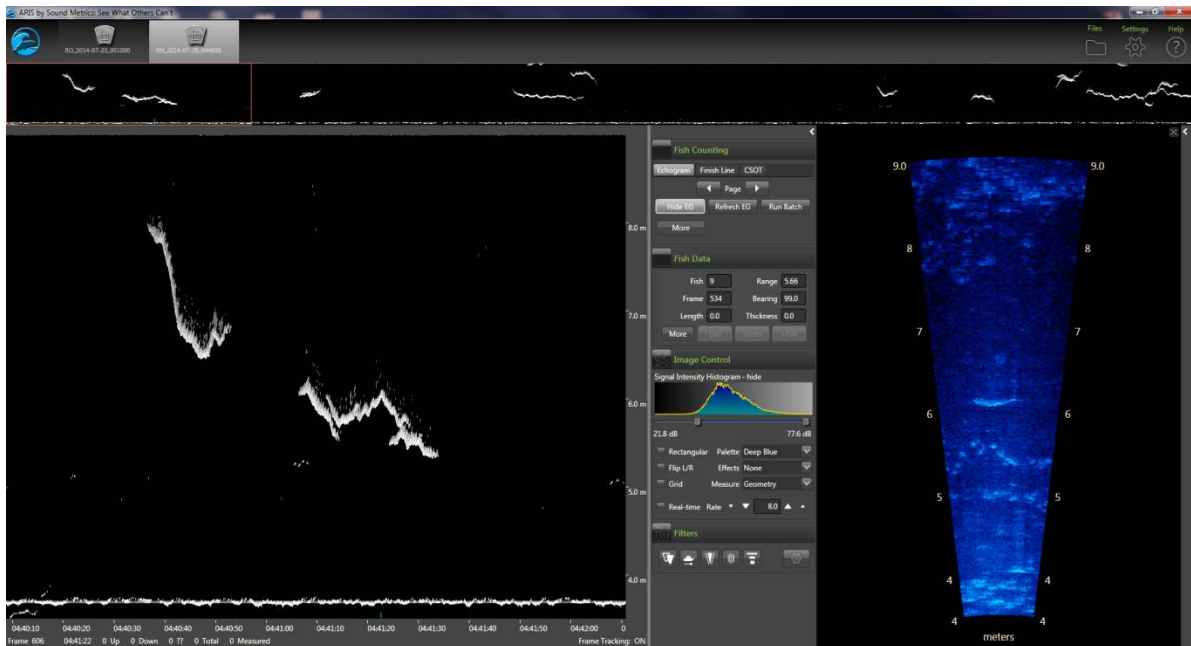 ARIS by Sound Metrics: See What Others Can't
Files Settings Help
RO_2014-07-23_051000
Fish Counting
Echogram Finish Line CSOT
Page
Hide EG Refresh EG Run Batch
More
Fish Data
Fish 9 Range 5.66
Frame 534 Bearing 99.0
Length 0.0 Thickness 0.0
More
Image Control
Signal Intensity Histogram - hide
21.8 dB 77.6 dB
Rectangular Palette Deep Blue
Flip L/R Effects None
Grid Measure Geometry
Real-time Rate 8.0
Filters
8.0 m
7.0 m
6.0 m
5.0 m
4.0 m
04:40:10 04:40:20 04:40:30 04:40:40 04:40:50 04:41:00 04:41:10 04:41:20 04:41:30 04:41:40 04:41:50 04:42:00 0
Frame 606 04:41:22 0 Up 0 Down 0 ?? 0 Total 0 Measured Frame Tracking: ON
9.0 9.0
8 8
7 7
6 6
5 5
4 4
4 4
meters